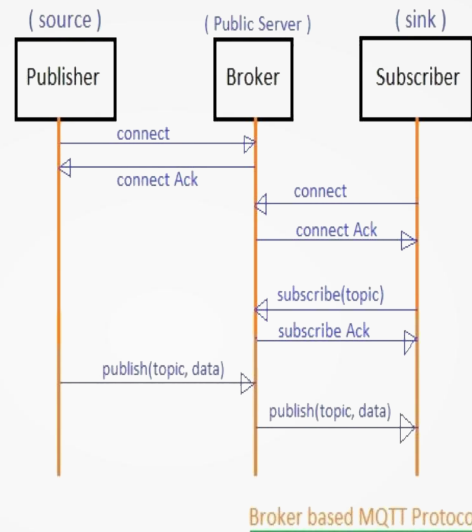 ( source )
( Public Server )
( sink )
Publisher
Broker
Subscriber
connect
connect Ack
connect
connect Ack
subscribe(topic)
subscribe Ack
publish(topic, data)
publish(topic, data)
Broker based MQTT Protoco